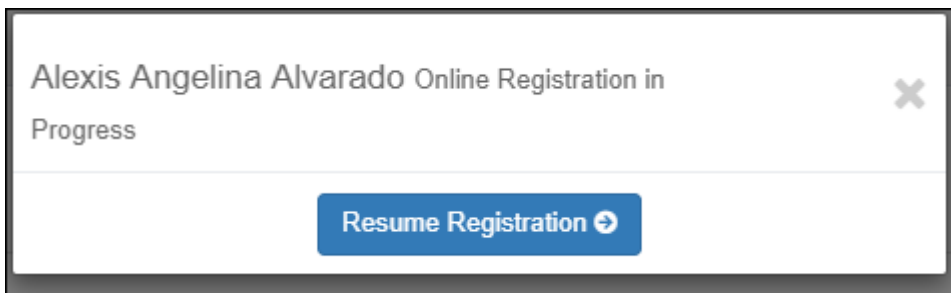 Alexis Angelina Alvarado Online Registration in
Progress
Resume Registration